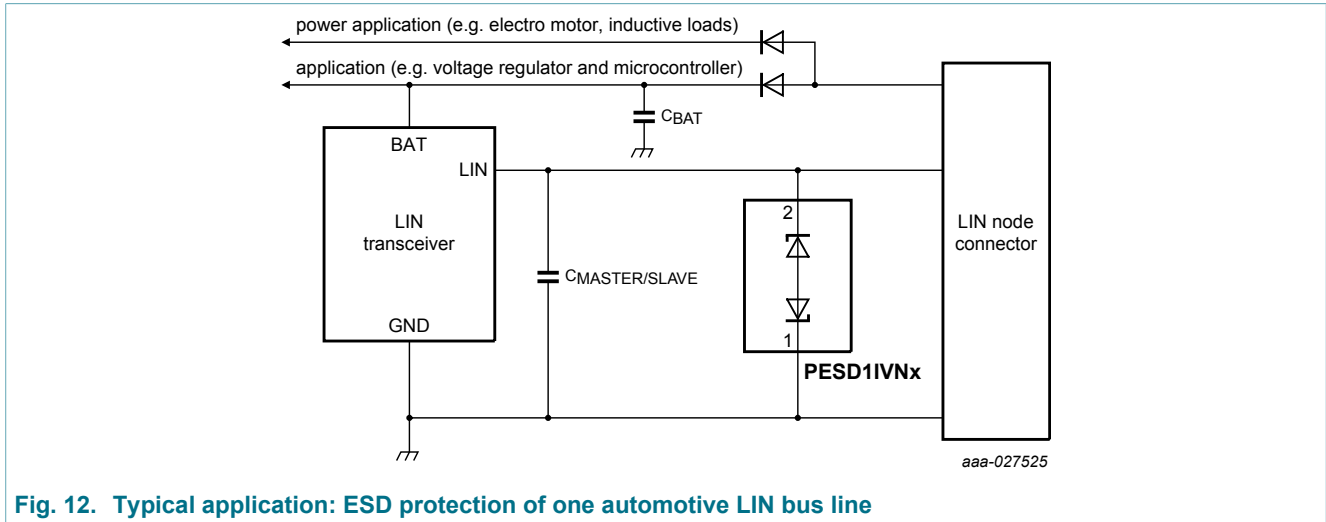 power application (e.g. electro motor, inductive loads)
application (e.g. voltage regulator and microcontroller)
CBAT
BAT
LIN
LIN
transceiver
GND
CMASTER/SLAVE
2
1
PESD1IVNx
LIN node
connector
aaa-027525
Fig. 12. Typical application: ESD protection of one automotive LIN bus line